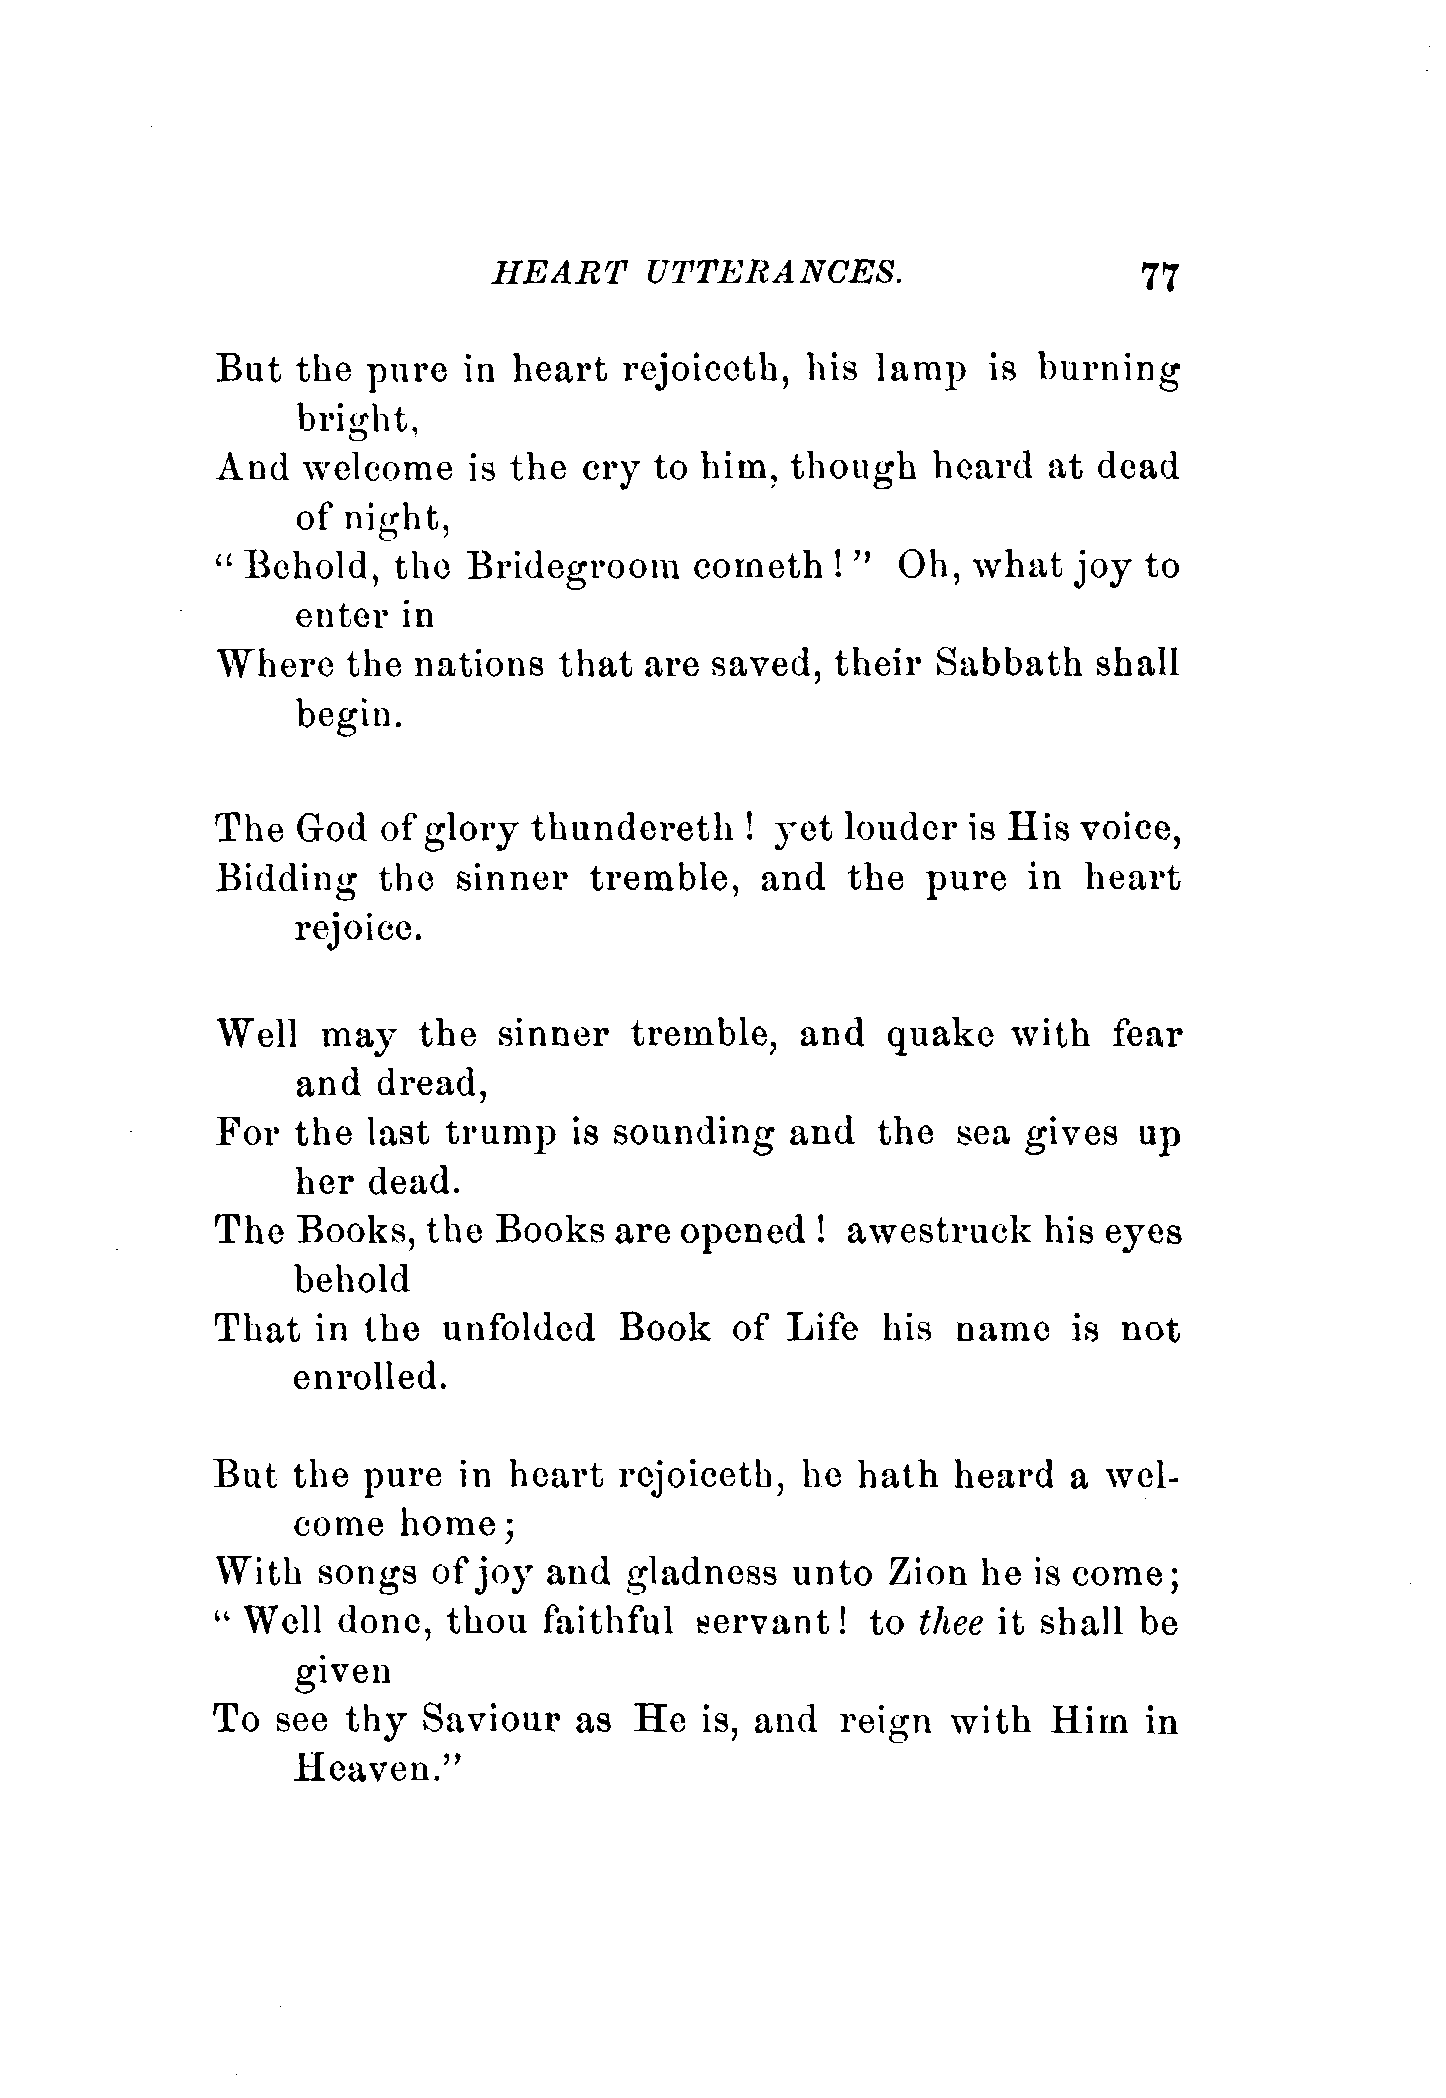 HEART UTTERANCES. 77
But the pure in heart rejoiceth, his lamp is burning
bright,
And welcome is the cry to him, though heard at dead
of night,
“ Behold, the Bridegroom cometh ! ” Oh, what joy to
enter in
Where the nations that are saved, their Sabbath shall
begin.
The God of glory thundereth ! yet louder is His voice,
Bidding the sinner tremble, and the pure in heart
rejoice.
Well may the sinner tremble, and quake with fear
and dread,
For the last trump is sounding and the sea gives up
her dead.
The Books, the Books are opened ! awestruck his eyes
behold
That in the unfolded Book of Life his name is not
enrolled.
But the pure in heart rejoiceth, he hath heard a wel-
come home ;
With songs of joy and gladness unto Zion he is come ;
“ Well done, thou faithful servant ! to thee it shall be
given
To see thy Saviour as He is, and reign with Him in
Heaven.”